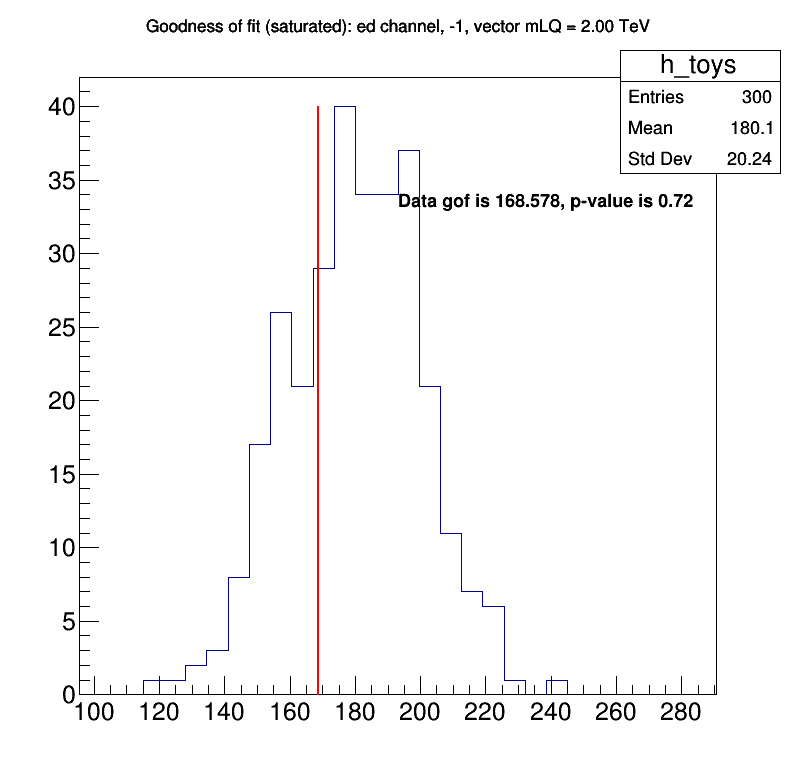 Goodness of fit (saturated): ed channel, -1, vector mLQ = 2.00 TeV
h_toys
Entries 300
Mean 180.1
Std Dev 20.24
Data gof is 168.578, p-value is 0.72
40
35
30
25
20
15
10
5
0
100 120 140 160 180 200 220 240 260 280